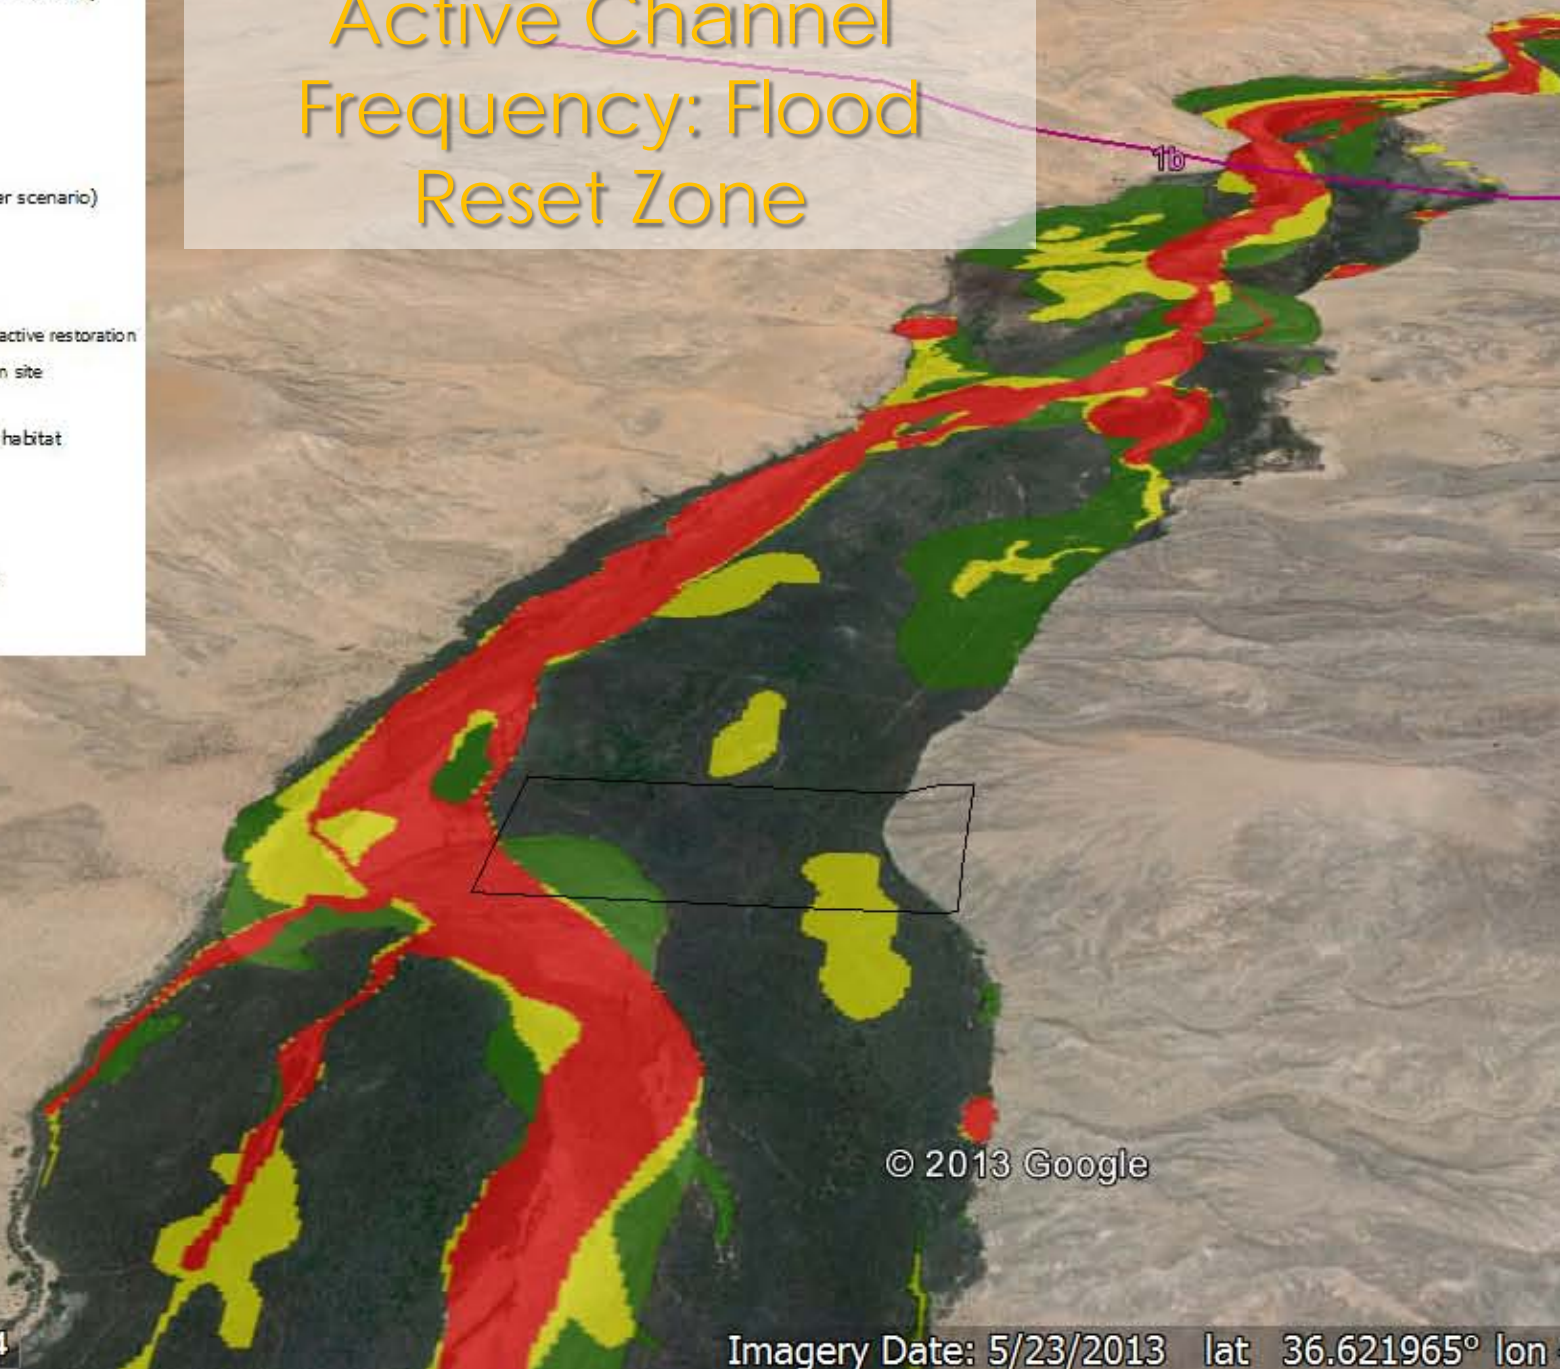 Active Channel
Frequency: Flood
Reset Zone
er scenario)
active restoration
n site
habitat
1b
© 2013 Google
4
Imagery Date: 5/23/2013 lat 36.621965° lon